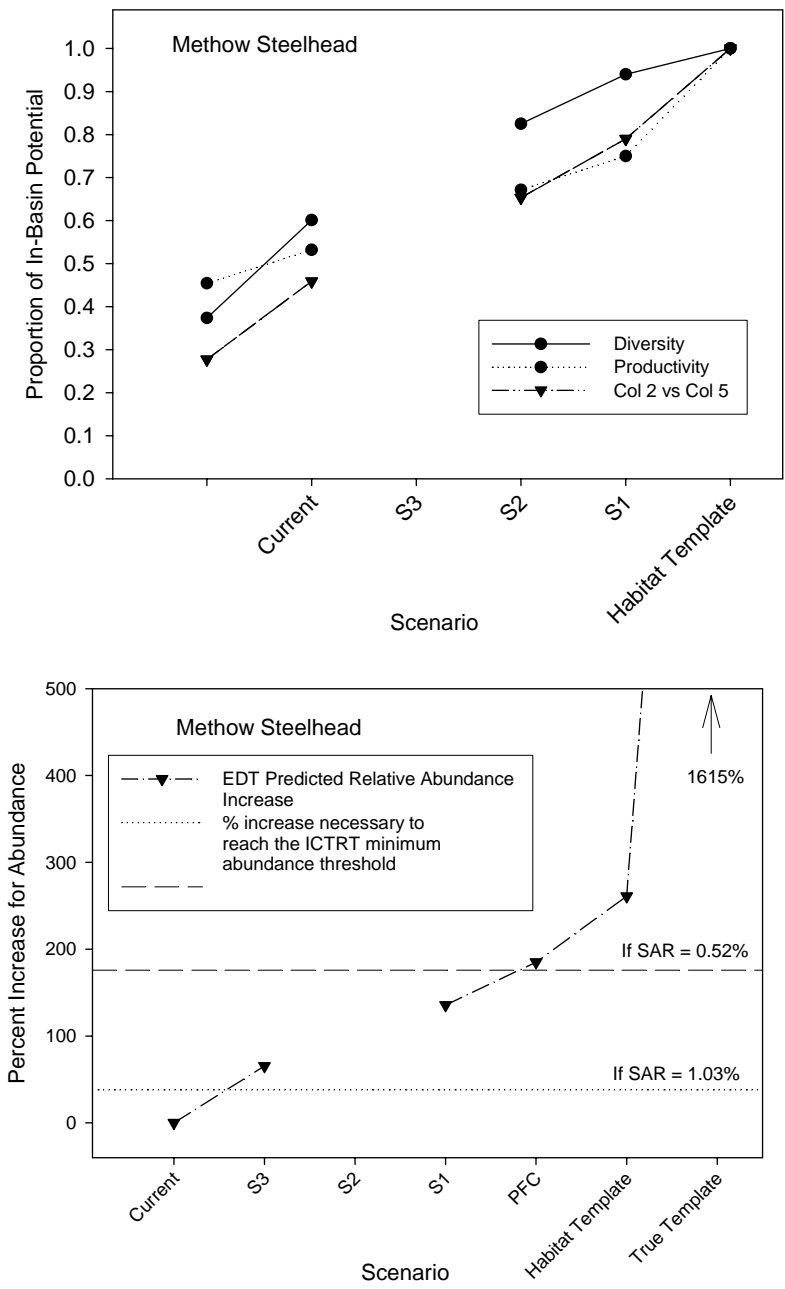 Methow Steelhead
Proportion of In-Basin Potential
1.0
0.9
0.8
0.7
0.6
0.5
0.4
0.3
0.2
0.1
0.0
Diversity
Productivity
Col 2 vs Col 5
Current
S3
S2
S1
Habitat Template
Scenario
Methow Steelhead
Percent Increase for Abundance
500
400
300
200
100
0
EDT Predicted Relative Abundance
Increase
% increase necessary to
reach the ICTRT minimum
abundance threshold
1615%
If SAR = 0.52%
If SAR = 1.03%
Current
S3
S2
S1
PFC
Habitat Template
True Template
Scenario